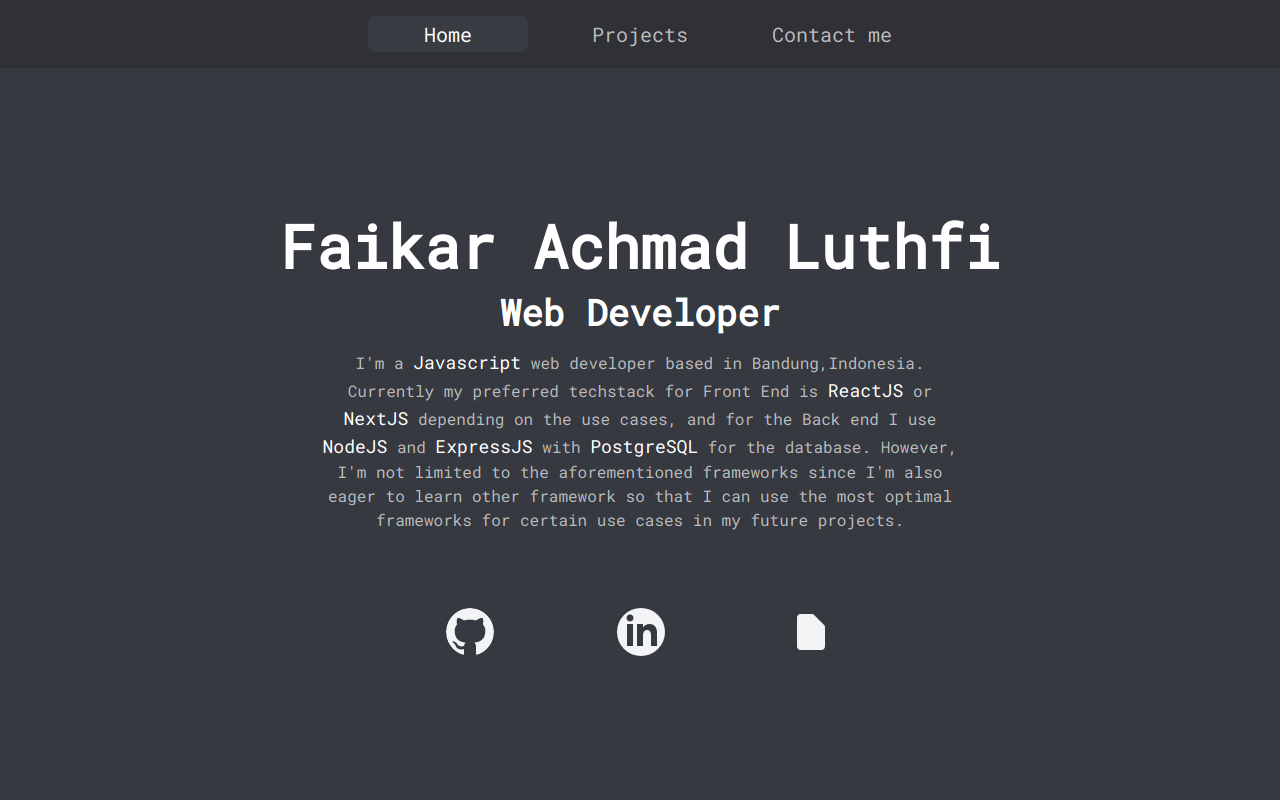 Home Projects Contact me
Faikar Achmad Luthfi
Web Developer
I'm a Javascript web developer based in Bandung,Indonesia.
Currently my preferred techstack for Front End is ReactJS or
NextJS depending on the use cases, and for the Back end I use
NodeJS and ExpressJS with PostgreSQL for the database. However,
I'm not limited to the aforementioned frameworks since I'm also
eager to learn other framework so that I can use the most optimal
frameworks for certain use cases in my future projects.
in